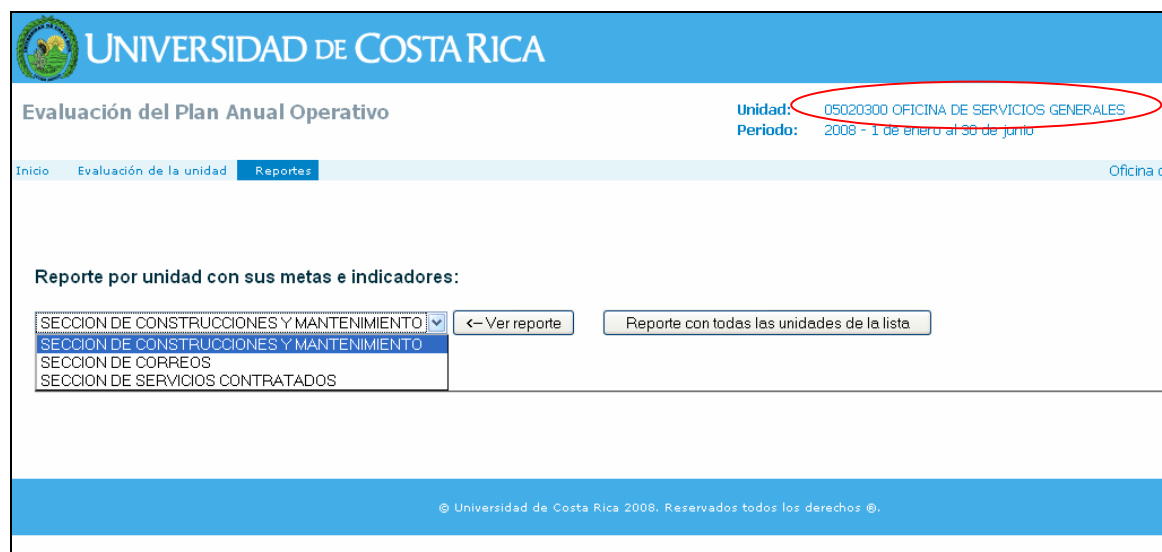 UNIVERSIDAD DE COSTA RICA
Evaluación del Plan Anual Operativo
Unidad: 05020300 OFICINA DE SERVICIOS GENERALES
Periodo: 2008 - 1 de enero al 30 de junio
Inicio Evaluación de la unidad Reportes Oficina
Reporte por unidad con sus metas e indicadores:
SECCION DE CONSTRUCCIONES Y MANTENIMIENTO <-- Ver reporte Reporte con todas las unidades de la lista
SECCION DE CONSTRUCCIONES Y MANTENIMIENTO
SECCION DE CORREOS
SECCION DE SERVICIOS CONTRATADOS
© Universidad de Costa Rica 2008. Reservados todos los derechos ®.